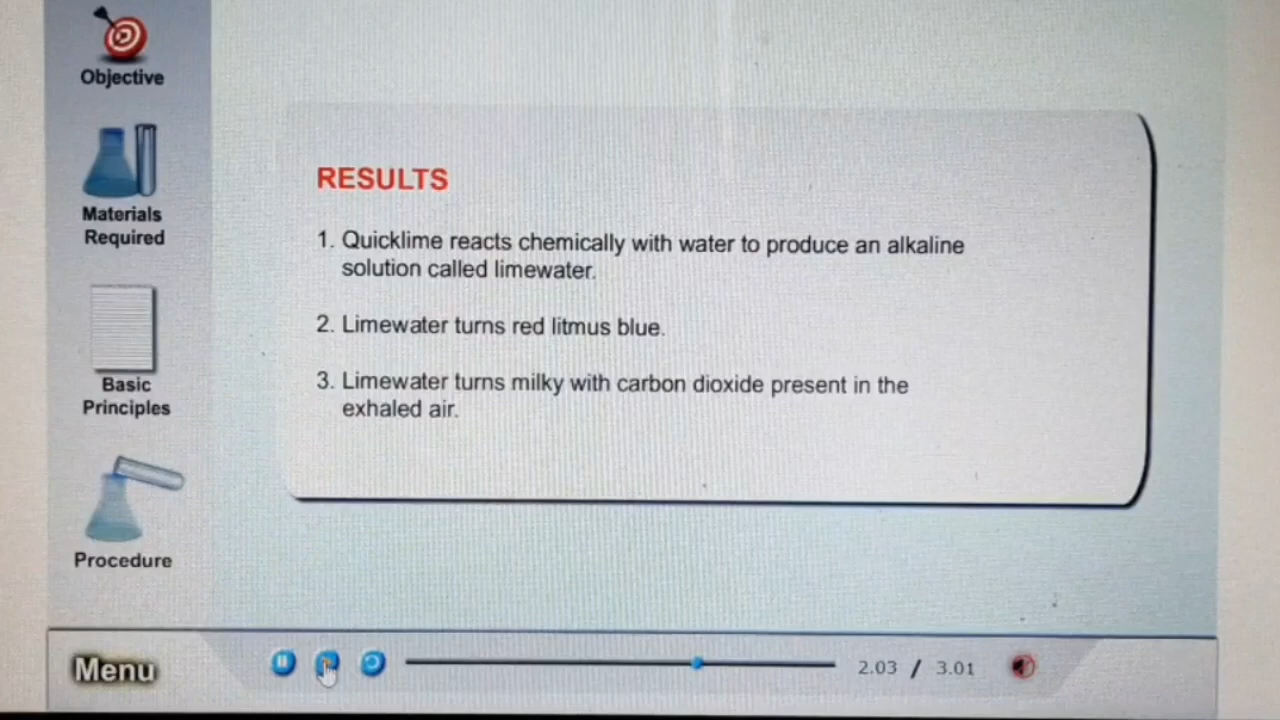 Objective
Materials
Required
Basic
Principles
Procedure
RESULTS
1. Quicklime reacts chemically with water to produce an alkaline
solution called limewater.
2. Limewater turns red litmus blue.
3. Limewater turns milky with carbon dioxide present in the
exhaled air.
Menu
2.03 / 3.01